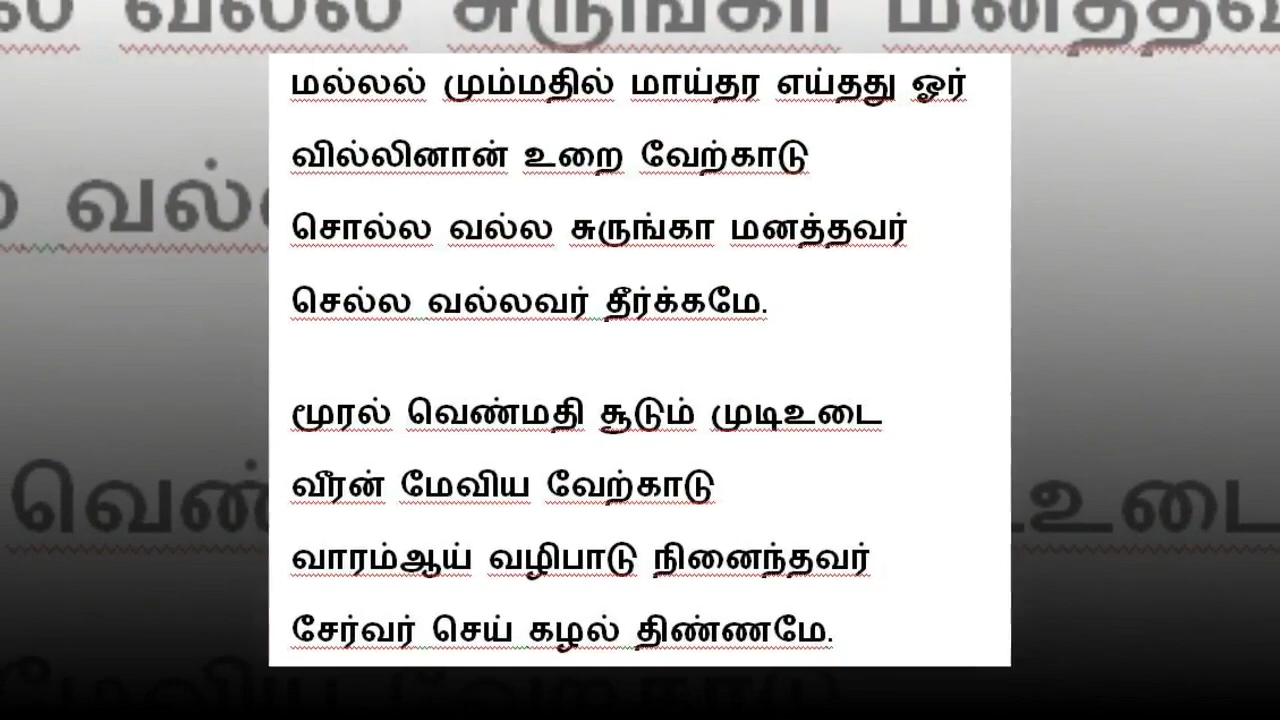 மல்லல் மும்மதில் மாய்தர எய்தது ஓர்
வில்லினான் உறை வேற்காடு
சொல்ல வல்ல சுருங்கா மனத்தவர்
செல்ல வல்லவர் தீர்க்கமே.
மூரல் வெண்மதி சூடும் முடிஉடை
வீரன் மேவிய வேற்காடு
வாரம்ஆய் வழிபாடு நினைந்தவர்
சேர்வர் செய் கழல் திண்ணமே.